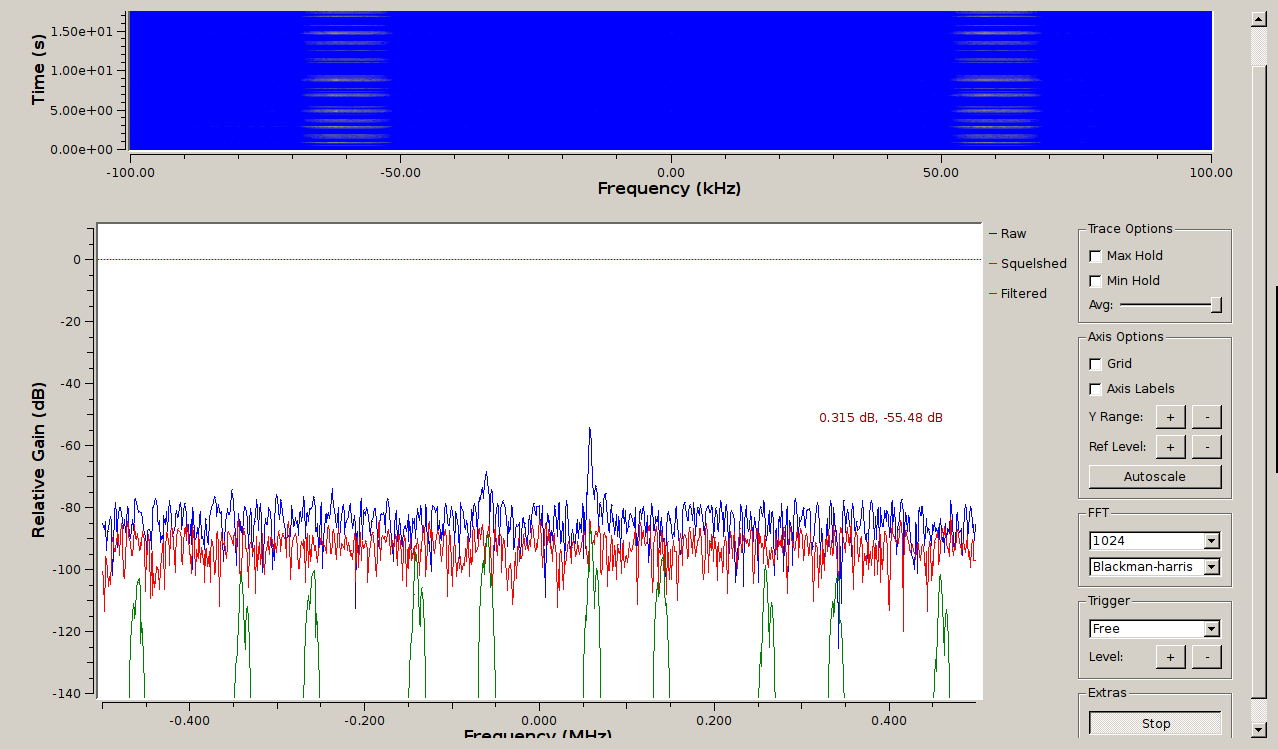 1.50e+01
1.00e+01
5.00e+00
0.00e+00
Time (s)
-100.00 -50.00 0.00 50.00 100.00
Frequency (kHz)
0
-20
-40
-60
-80
-100
-120
-140
Relative Gain (dB)
0.315 dB, -55.48 dB
-0.400 -0.200 0.000 0.200 0.400
Frequency (MHz)
Raw
Squelshed
Filtered
Trace Options
Max Hold
Min Hold
Avg:
Axis Options
Grid
Axis Labels
Y Range: + -
Ref Level: + -
Autoscale
FFT
1024
Blackman-harris
Trigger
Free
Level: + -
Extras
Stop